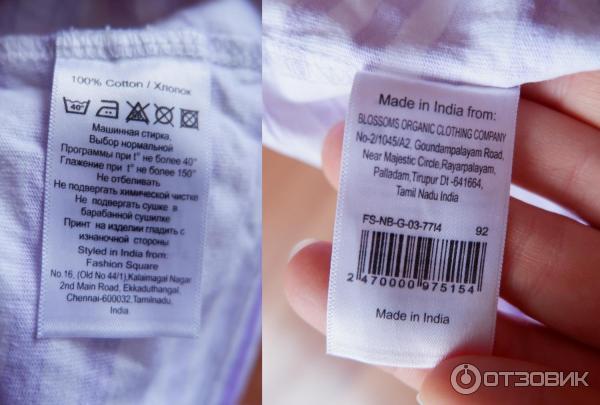 100% Cotton / Хлопок
40°
Машинная стирка.
Выбор нормальной
Программы при t° не более 40°
Глажение при t° не более 150°
Не отбеливать
Не подвергать химической чистке
Не подвергать сушке в
барабанной сушилке
Принт на изделии гладить с
изнаночной стороны
Styled in India from:
Fashion Square
No.16, (Old No 44/1),Kalaimagal Nagar
2nd Main Road, Ekkaduthangal,
Chennai-600032,Tamilnadu,
India
Made in India from:
BLOSSOMS ORGANIC CLOTHING COMPANY
No-2/1045/A2, Goundampalayam Road,
Near Majestic Circle,Rayarpalayam,
Palladam,Tirupur Dt -641664,
Tamil Nadu India
FS-NB-G-03-7714 92
2 470000 975154
Made in India
ОТЗОВИК